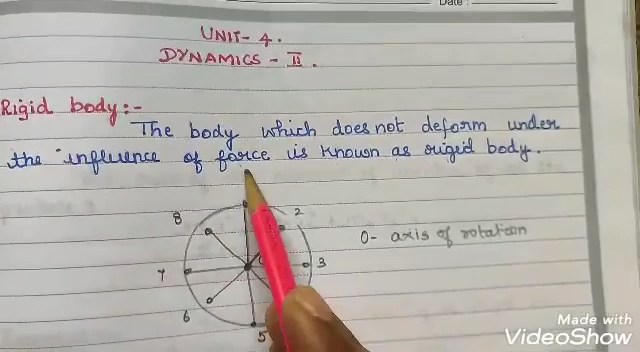 Date :
UNIT- 4.
DYNAMICS - II.
Rigid body:-
The body which does not deform under
the influence of force is known as rigid body.
8
2
0- axis of rotation
7
3
6
5
Made with
VideoShow